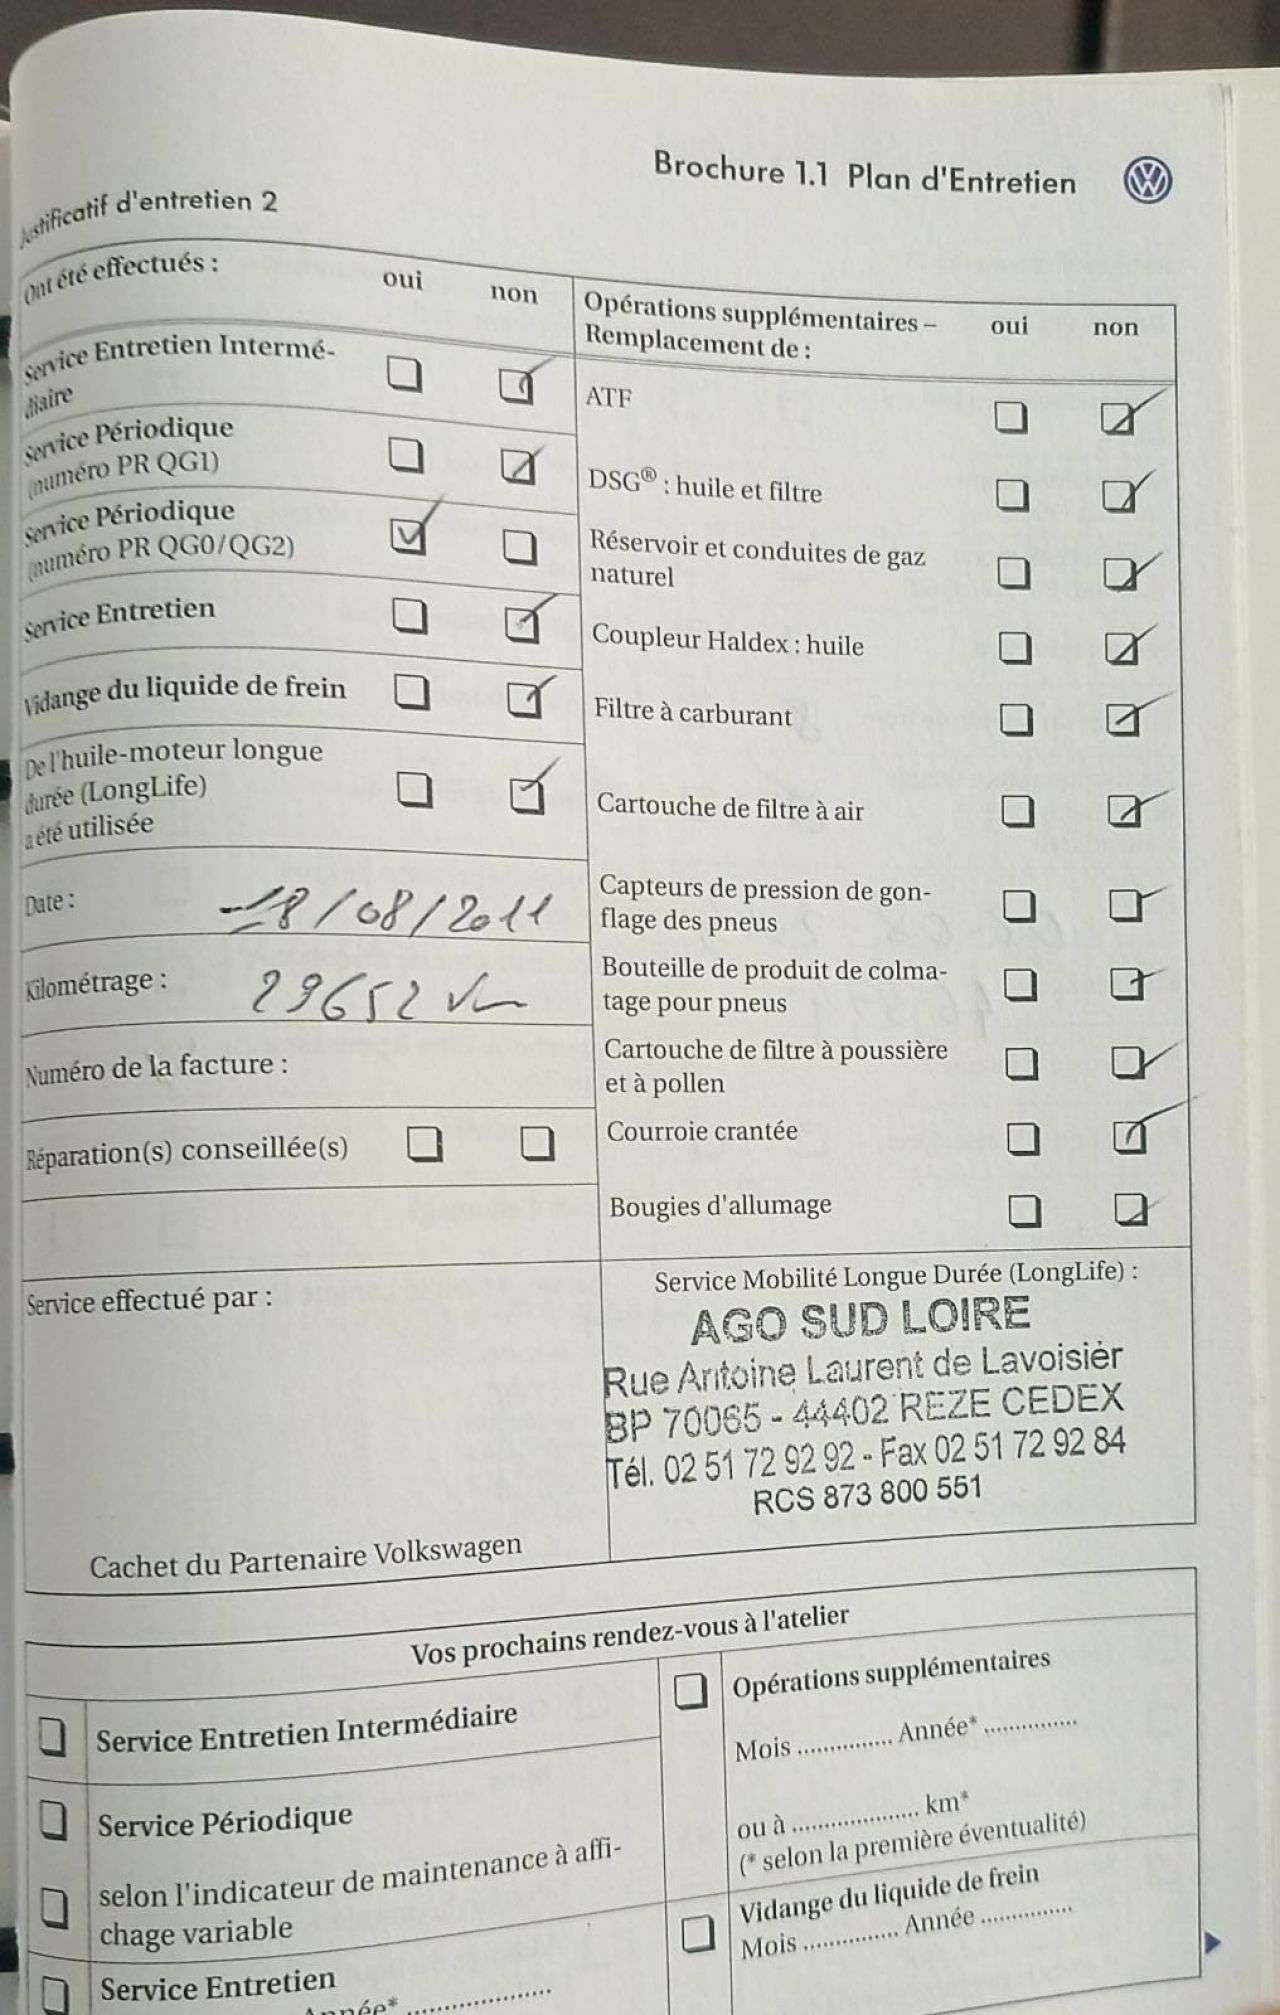 Brochure 1.1 Plan d'Entretien
Justificatif d'entretien 2
Ont été effectués :
oui
non
Service Entretien Intermé-
diaire
Service Périodique
(numéro PR QG1)
Service Périodique
(numéro PR QG0/QG2)
Service Entretien
Vidange du liquide de frein
De l'huile-moteur longue
durée (LongLife)
a été utilisée
Date :
18/08/2011
Kilométrage :
29652 km
Numéro de la facture :
Réparation(s) conseillée(s)
Service effectué par :
Cachet du Partenaire Volkswagen
Opérations supplémentaires –
Remplacement de :
oui
non
ATF
DSG® : huile et filtre
Réservoir et conduites de gaz
naturel
Coupleur Haldex : huile
Filtre à carburant
Cartouche de filtre à air
Capteurs de pression de gon-
flage des pneus
Bouteille de produit de colma-
tage pour pneus
Cartouche de filtre à poussière
et à pollen
Courroie crantée
Bougies d'allumage
Service Mobilité Longue Durée (LongLife) :
AGO SUD LOIRE
Rue Antoine Laurent de Lavoisier
BP 70065 - 44402 REZE CEDEX
Tél. 02 51 72 92 92 - Fax 02 51 72 92 84
RCS 873 800 551
Vos prochains rendez-vous à l'atelier
Service Entretien Intermédiaire
Service Périodique
selon l'indicateur de maintenance à affi-
chage variable
Service Entretien
Année* .....................
Opérations supplémentaires
Mois ............... Année* ...............
ou à .................... km*
(* selon la première éventualité)
Vidange du liquide de frein
Mois ............... Année ...............